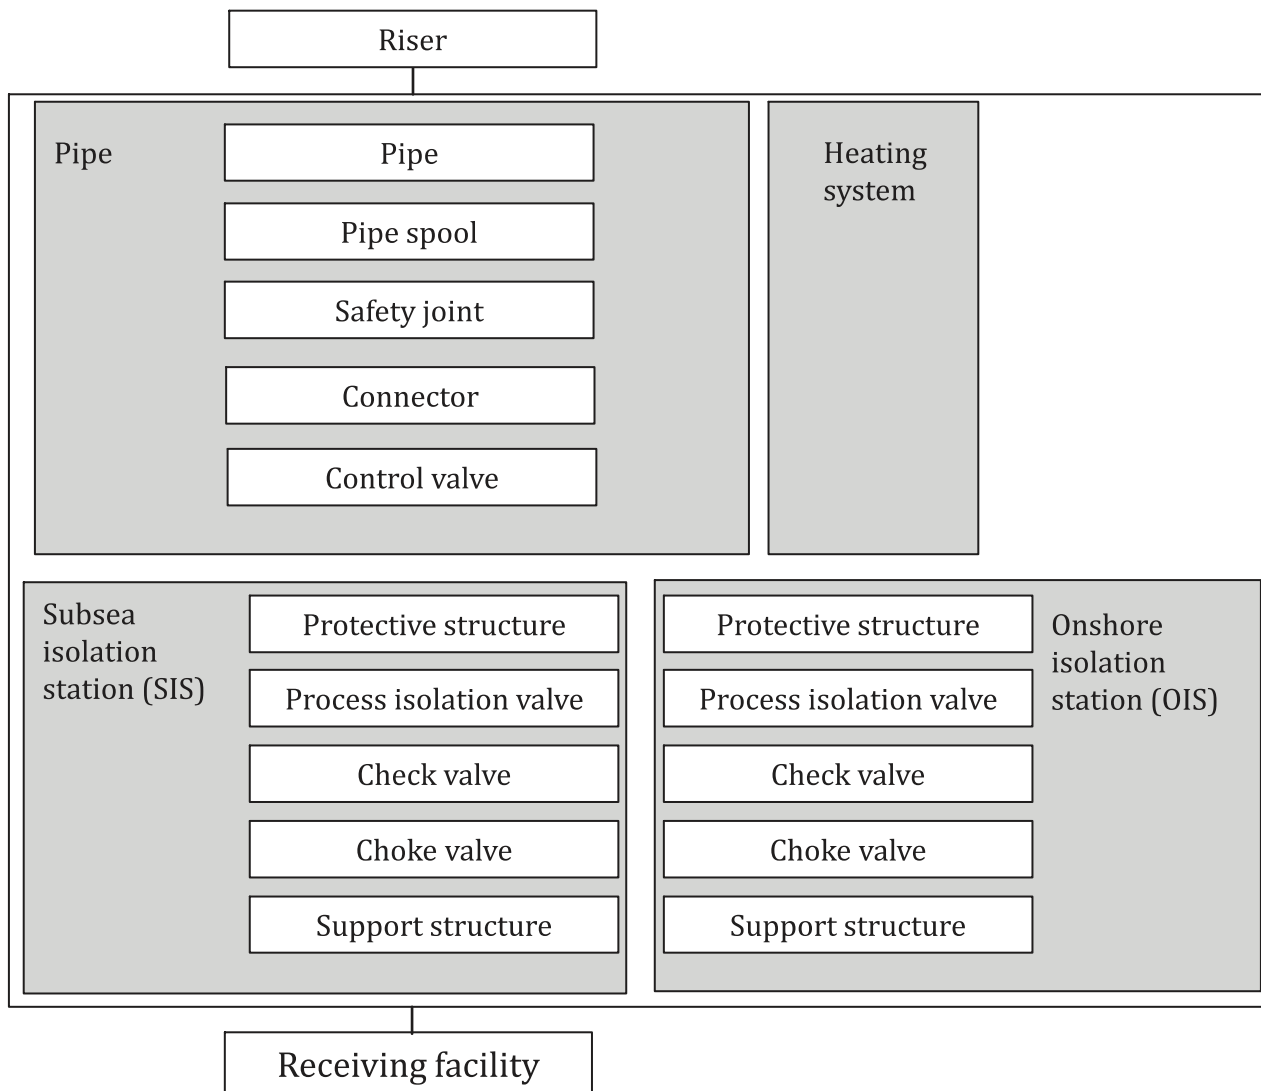 Riser
Pipe
Pipe
Pipe spool
Safety joint
Connector
Control valve
Heating
system
Subsea
isolation
station (SIS)
Protective structure
Process isolation valve
Check valve
Choke valve
Support structure
Protective structure
Process isolation valve
Check valve
Choke valve
Support structure
Onshore
isolation
station (OIS)
Receiving facility